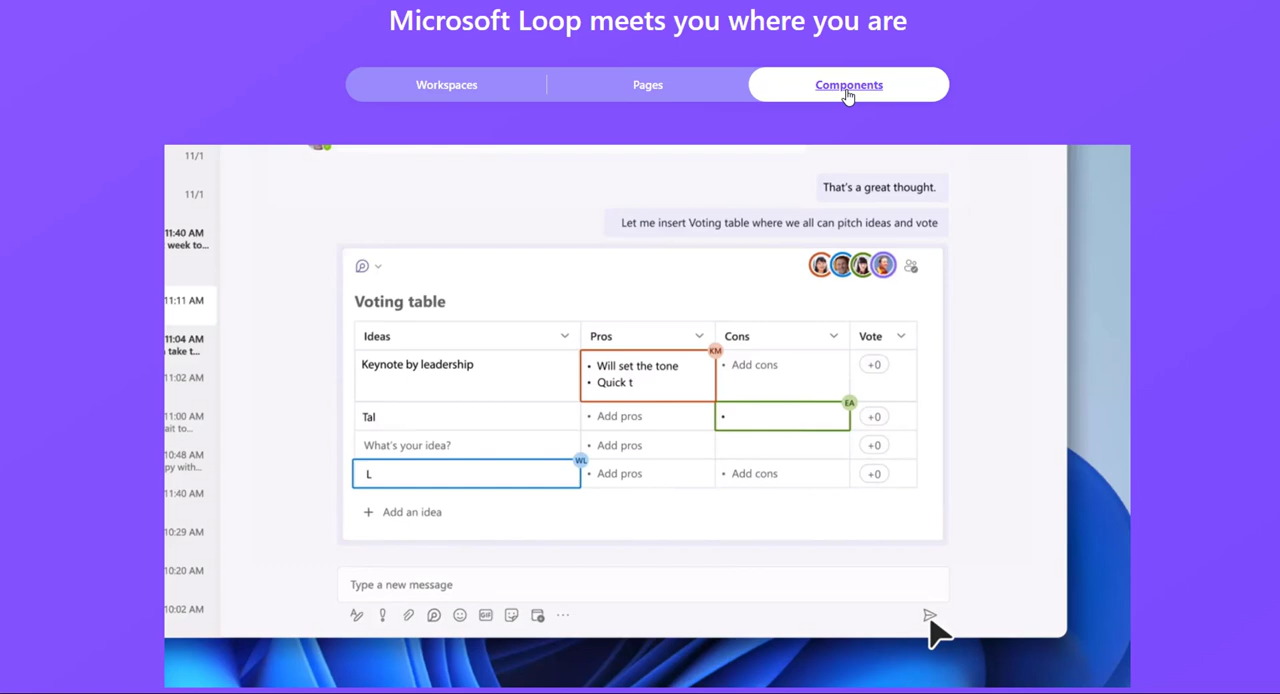 Microsoft Loop meets you where you are
Workspaces
Pages
Components
11/1
11/1
11:40 AM
week to...
11:11 AM
11:04 AM
take t...
11:02 AM
11:00 AM
ait to...
10:48 AM
py with...
11:40 AM
10:29 AM
10:20 AM
10:02 AM
That's a great thought.
Let me insert Voting table where we all can pitch ideas and vote
Voting table
Ideas Pros Cons Vote
KM
Keynote by leadership • Will set the tone • Add cons +0
• Quick t
EA
Tal • Add pros • +0
What's your idea? • Add pros +0
WL
L • Add pros • Add cons +0
+ Add an idea
Type a new message
GIF